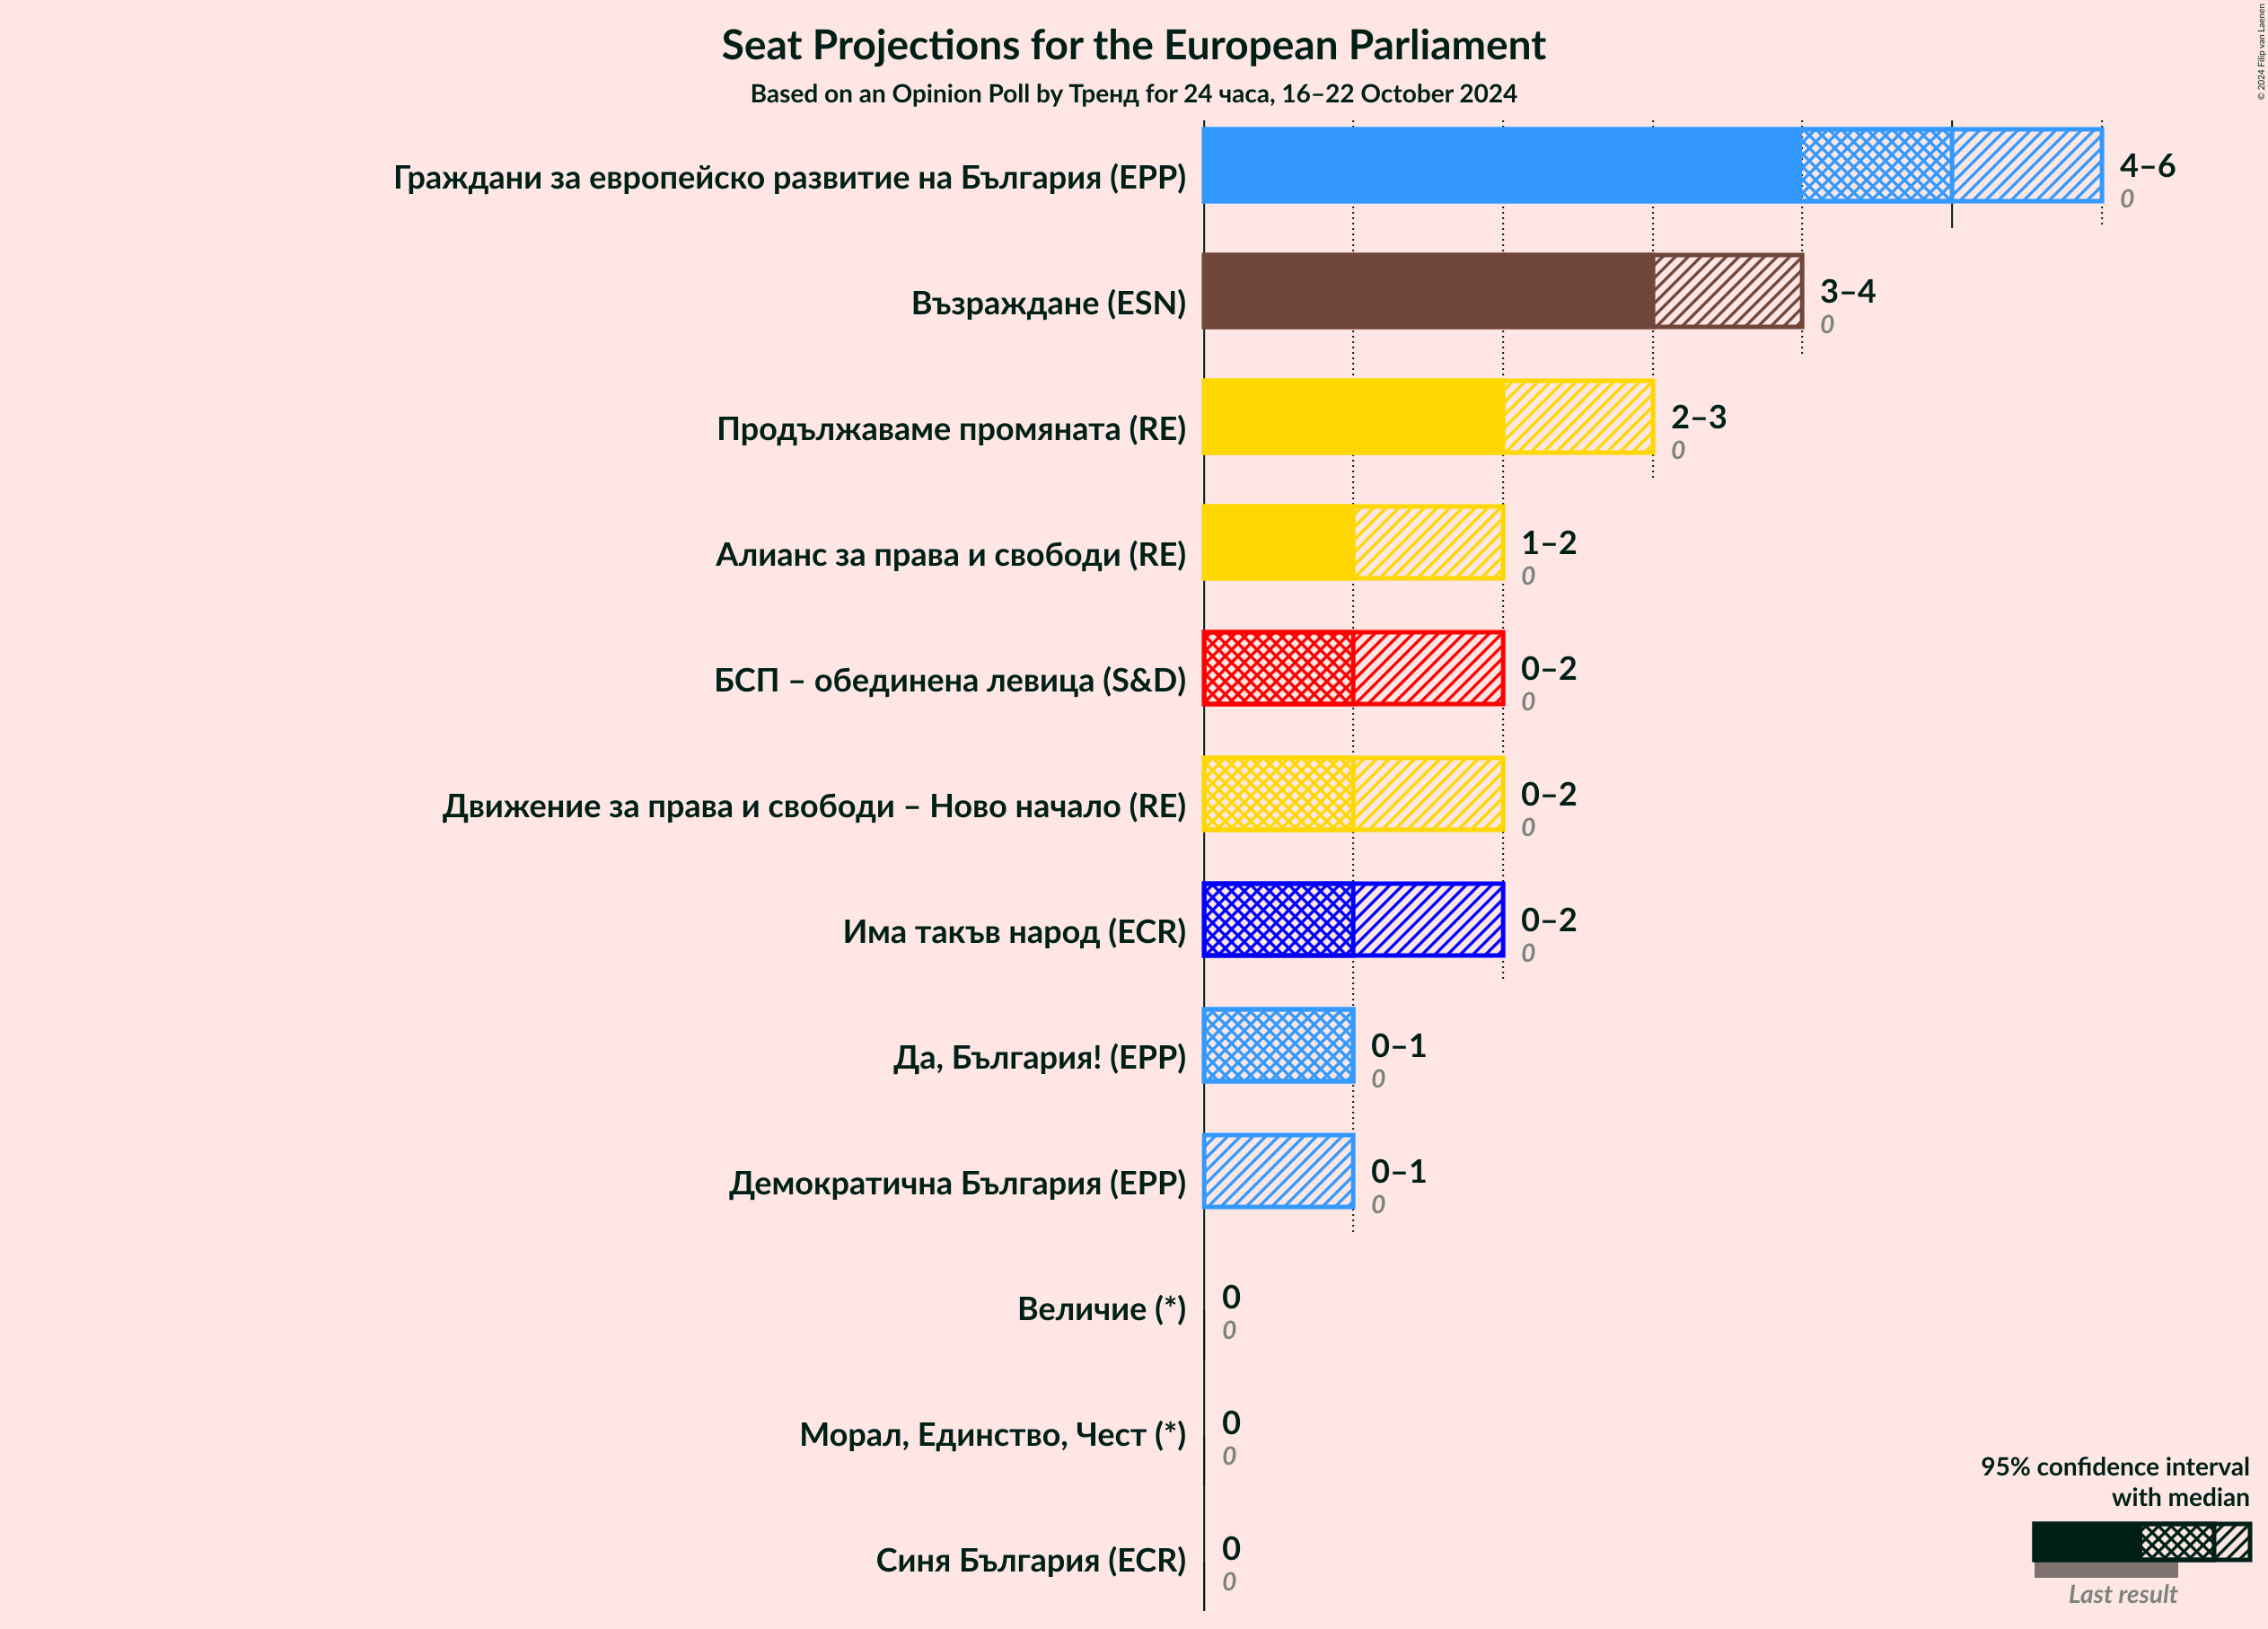 Seat Projections for the European Parliament
Based on an Opinion Poll by Тренд for 24 часа, 16–22 October 2024
© 2024 Filip van Laenen
Граждани за европейско развитие на България (EPP)
4–6
0
Възраждане (ESN)
3–4
0
Продължаваме промяната (RE)
2–3
0
Алианс за права и свободи (RE)
1–2
0
БСП – обединена левица (S&D)
0–2
0
Движение за права и свободи – Ново начало (RE)
0–2
0
Има такъв народ (ECR)
0–2
0
Да, България! (EPP)
0–1
0
Демократична България (EPP)
0–1
0
Величие (*)
0
0
Морал, Единство, Чест (*)
0
0
Синя България (ECR)
0
0
95% confidence interval
with median
Last result